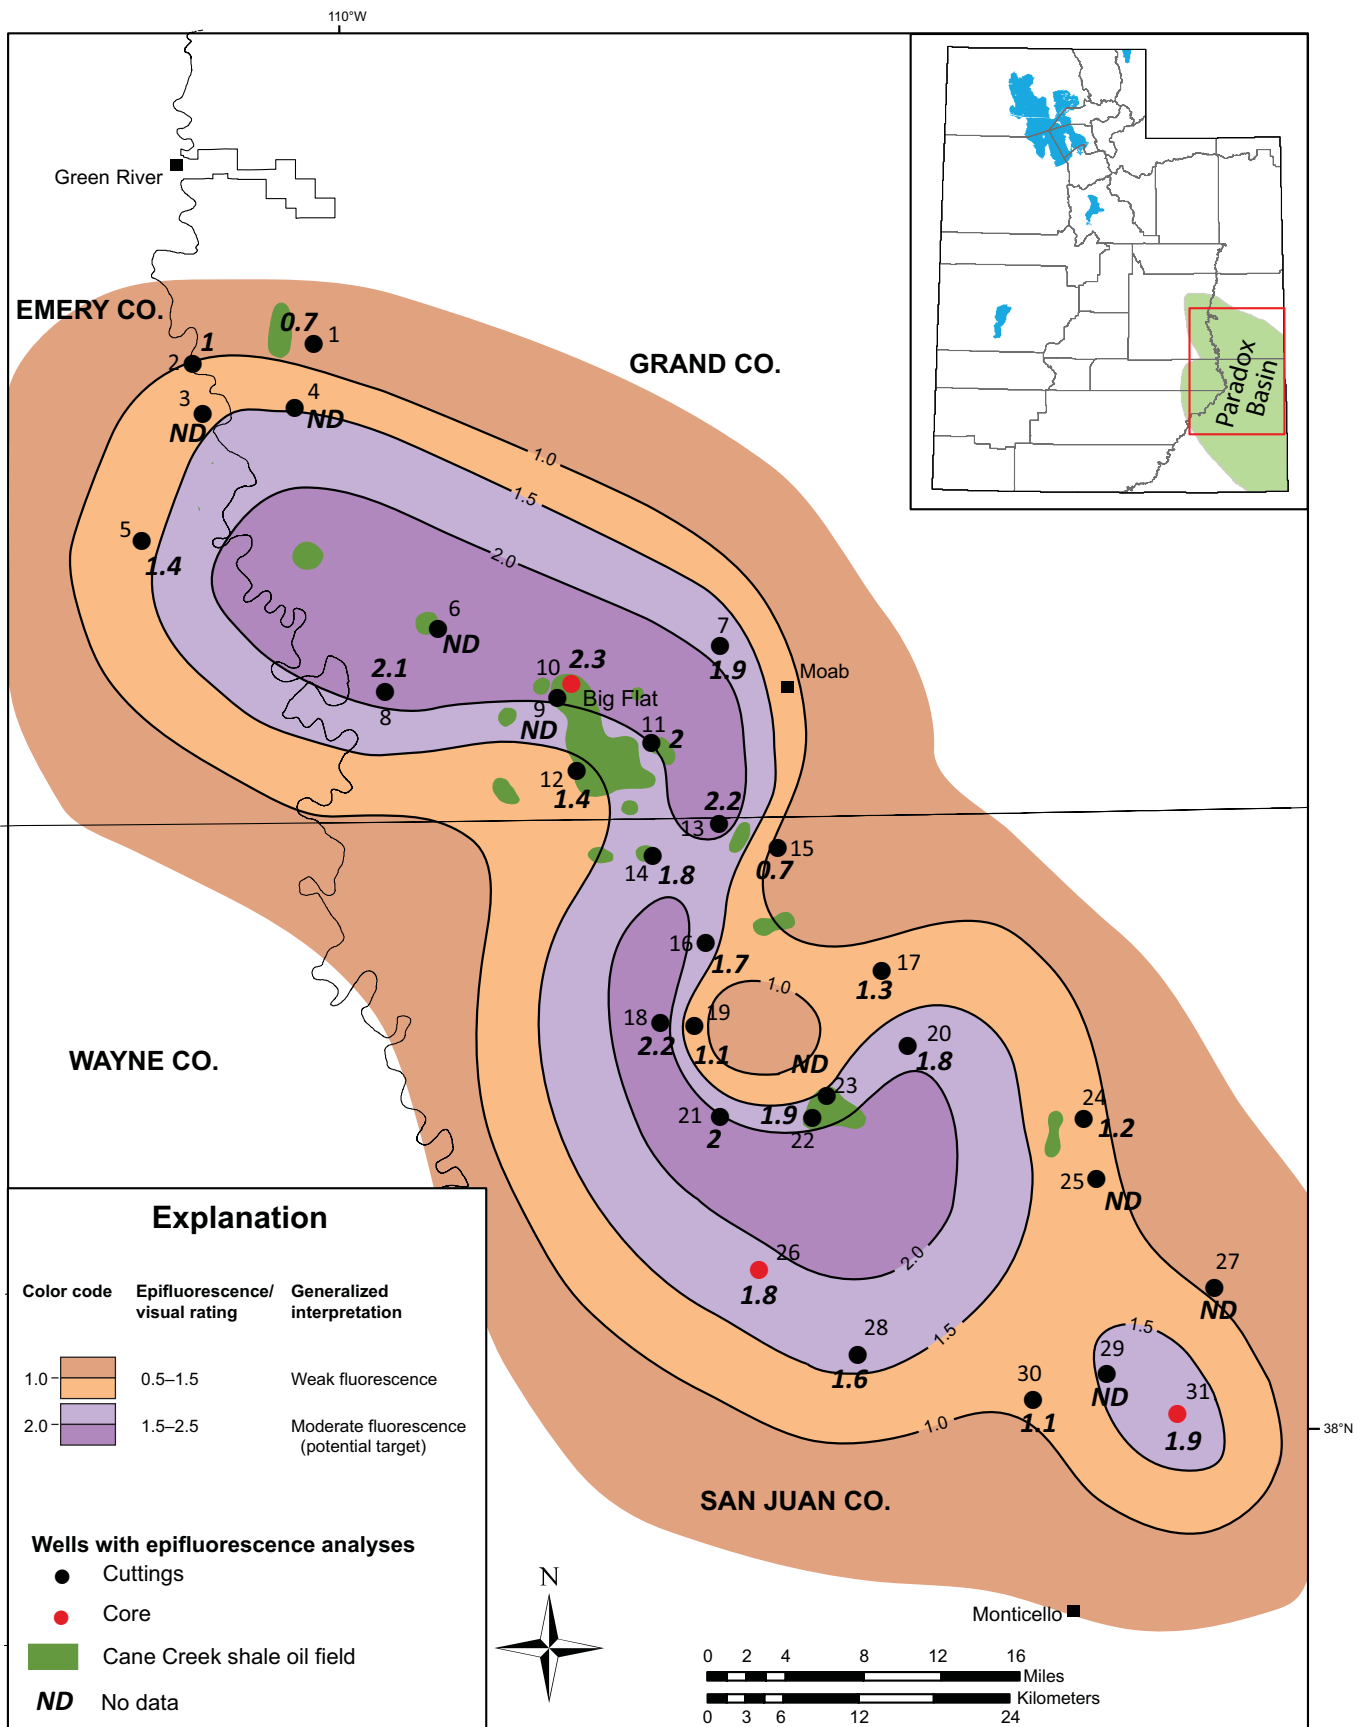 110°W
Green River
EMERY CO.
0.7
1
1
2
GRAND CO.
3
ND
4
ND
1.0
1.5
2.0
5
1.4
6
ND
7
1.9
Moab
2.1
8
10
2.3
Big Flat
9
ND
11
2
12
1.4
2.2
13
15
0.7
14
1.8
16
1.7
17
1.3
1.0
18
2.2
19
1.1
20
1.8
ND
23
21
2
1.9
22
24
1.2
25
ND
WAYNE CO.
26
1.8
2.0
27
ND
28
1.6
1.5
1.5
29
ND
30
1.1
31
1.9
1.0
38°N
SAN JUAN CO.
Monticello
Paradox
Basin
Explanation
Color code
Epifluorescence/
visual rating
Generalized
interpretation
1.0
0.5–1.5
Weak fluorescence
2.0
1.5–2.5
Moderate fluorescence
(potential target)
Wells with epifluorescence analyses
Cuttings
Core
Cane Creek shale oil field
ND
No data
N
0 2 4 8 12 16
Miles
Kilometers
0 3 6 12 24